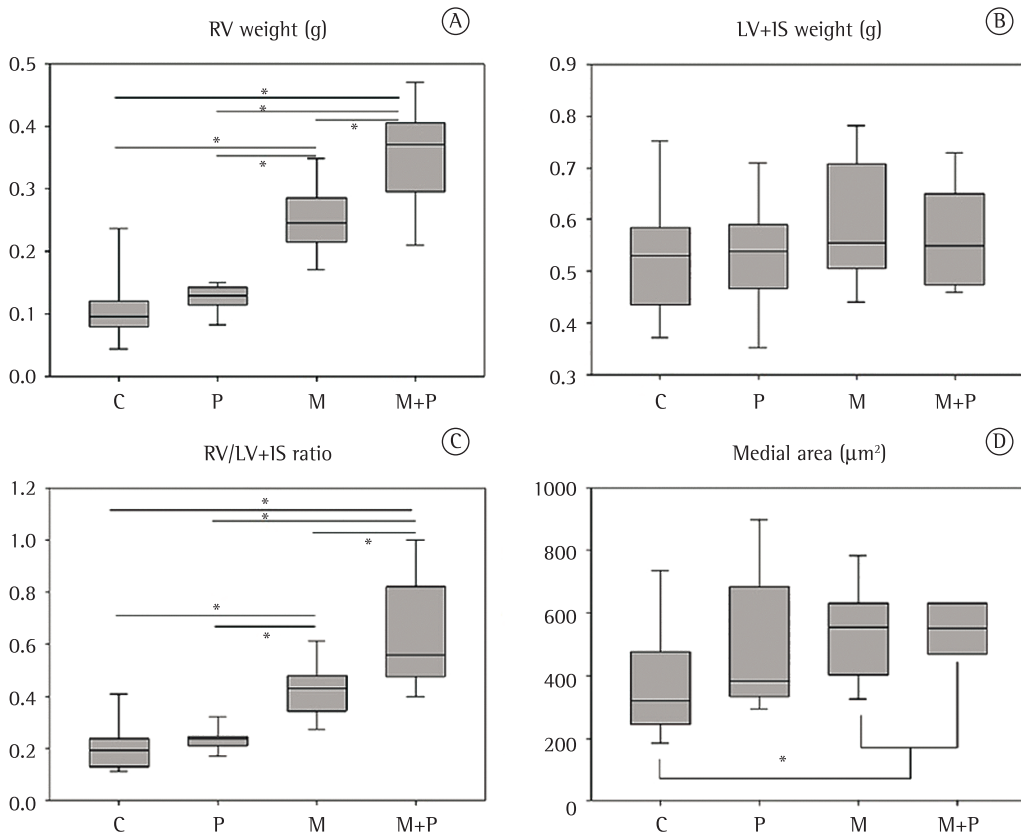 RV weight (g) A
0.5
0.4
0.3
0.2
0.1
0.0
* * * * *
C P M M+P
LV+IS weight (g) B
0.9
0.8
0.7
0.6
0.5
0.4
0.3
C P M M+P
RV/LV+IS ratio C
1.2
1.0
0.8
0.6
0.4
0.2
0.0
* * * * *
C P M M+P
Medial area (μm²) D
1000
800
600
400
200
0
*
C P M M+P